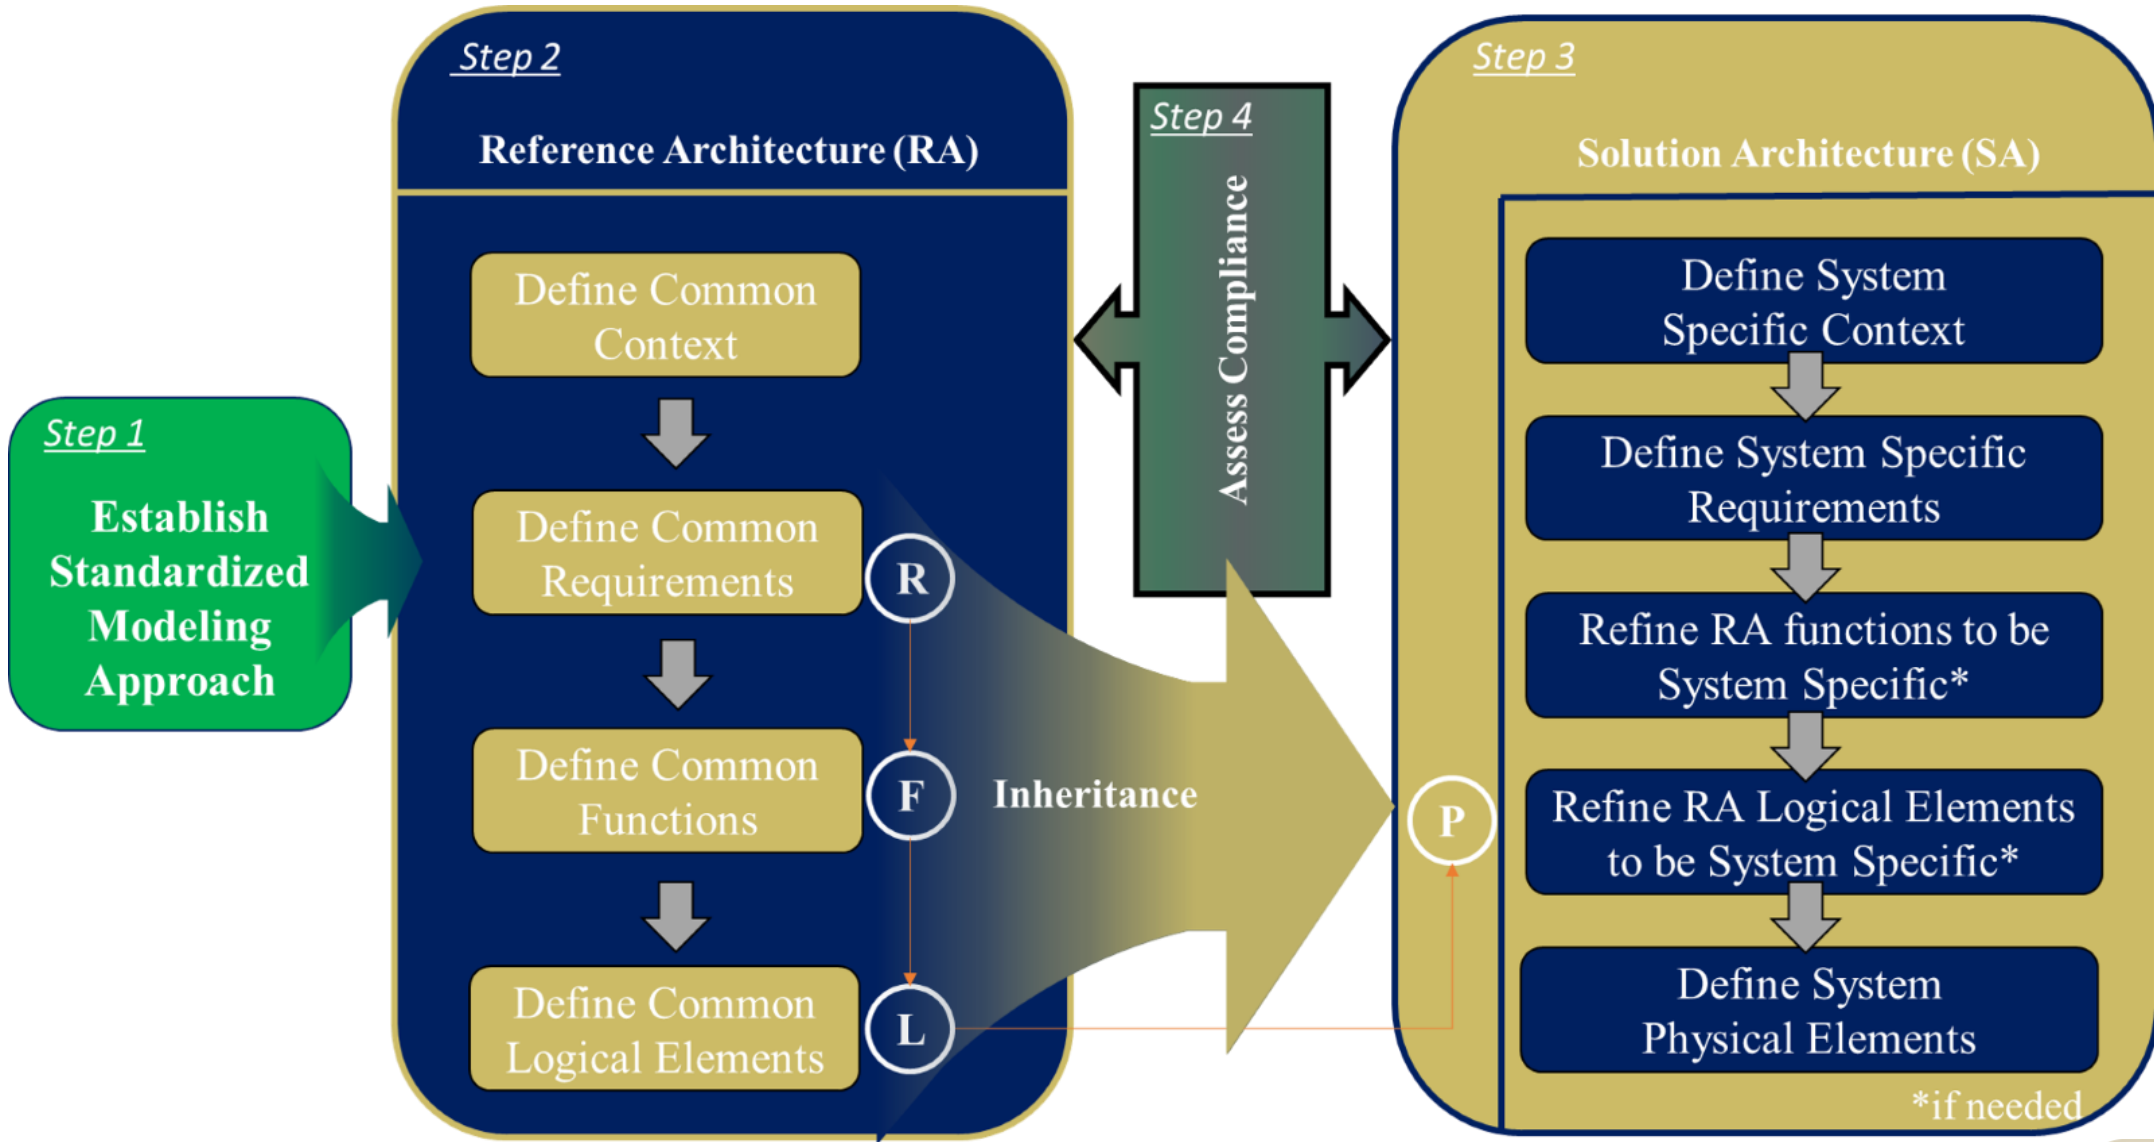 Step 1
Establish
Standardized
Modeling
Approach
Step 2
Reference Architecture (RA)
Define Common
Context
Define Common
Requirements
R
Define Common
Functions
F
Define Common
Logical Elements
L
Inheritance
Step 4
Assess Compliance
Step 3
Solution Architecture (SA)
Define System
Specific Context
Define System Specific
Requirements
Refine RA functions to be
System Specific*
P
Refine RA Logical Elements
to be System Specific*
Define System
Physical Elements
*if needed